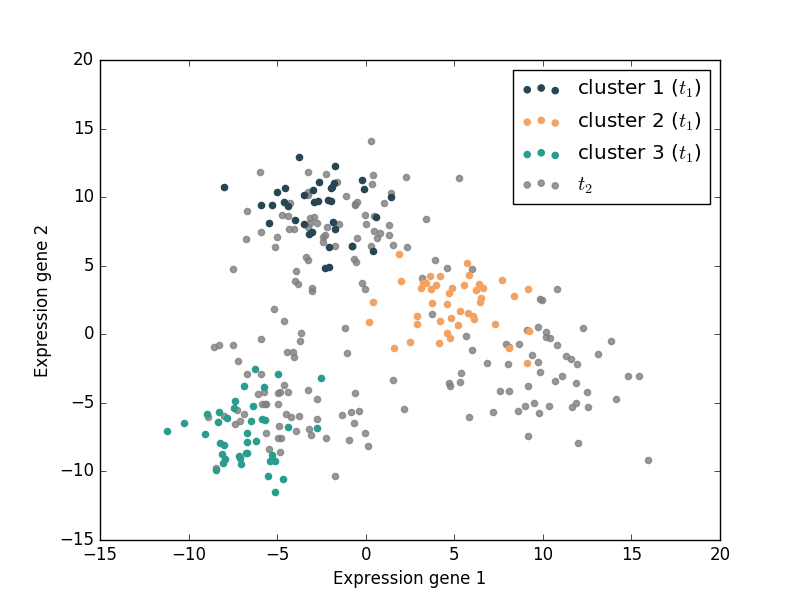 20
15
10
5
0
−5
−10
−15
−15 −10 −5 0 5 10 15 20
Expression gene 1
Expression gene 2
cluster 1 (t₁)
cluster 2 (t₁)
cluster 3 (t₁)
t₂